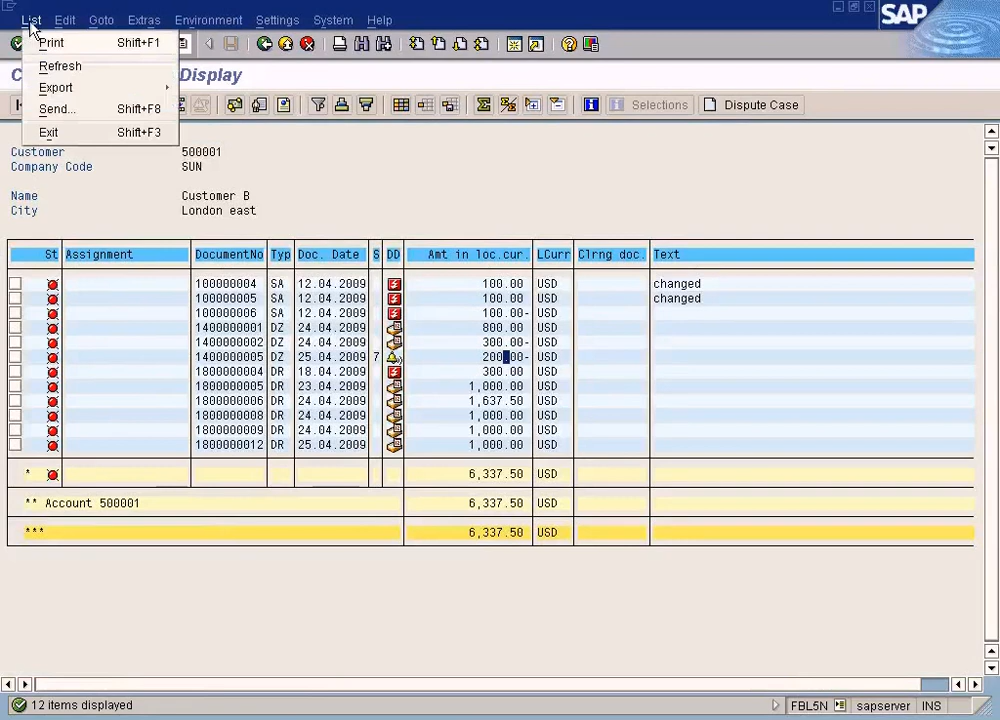 List Edit Goto Extras Environment Settings System Help
SAP
Print Shift+F1
Refresh
Export
Send... Shift+F8
Exit Shift+F3
C Display
Selections Dispute Case
Customer 500001
Company Code SUN
Name Customer B
City London east
St Assignment DocumentNo Typ Doc. Date S DD Amt in loc.cur. LCurr Clrng doc. Text
100000004 SA 12.04.2009 100.00 USD changed
100000005 SA 12.04.2009 100.00 USD changed
100000006 SA 12.04.2009 100.00- USD
1400000001 DZ 24.04.2009 800.00 USD
1400000002 DZ 24.04.2009 300.00- USD
1400000005 DZ 25.04.2009 7 200.00- USD
1800000004 DR 18.04.2009 300.00 USD
1800000005 DR 23.04.2009 1,000.00 USD
1800000006 DR 24.04.2009 1,637.50 USD
1800000008 DR 24.04.2009 1,000.00 USD
1800000009 DR 24.04.2009 1,000.00 USD
1800000012 DR 25.04.2009 1,000.00 USD
* 6,337.50 USD
** Account 500001 6,337.50 USD
*** 6,337.50 USD
12 items displayed FBL5N sapserver INS